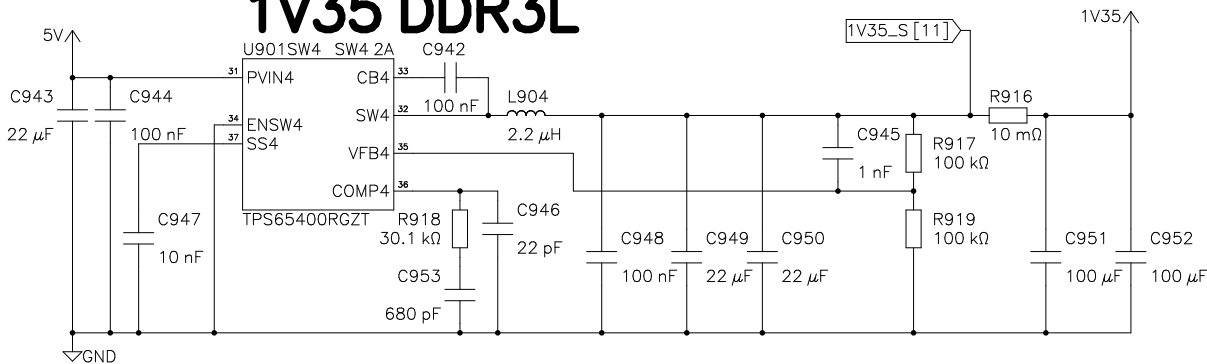 1V35 DDR3L
5V
U901SW4 SW4 2A
C942
100 nF
1V35_S [11]
1V35
31 PVIN4
CB4 33
C943
22 μF
C944
100 nF
34 ENSW4
37 SS4
SW4 32
L904
2.2 μH
R916
10 mΩ
VFB4 35
C945
1 nF
R917
100 kΩ
COMP4 36
TPS65400RGZT
C947
10 nF
R918
30.1 kΩ
C946
22 pF
R919
100 kΩ
C948
100 nF
C949
22 μF
C950
22 μF
C951
100 μF
C952
100 μF
C953
680 pF
GND